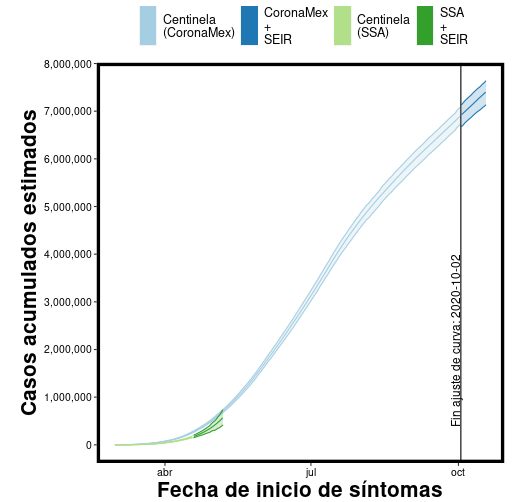 Centinela
(CoronaMex)
CoronaMex
+
SEIR
Centinela
(SSA)
SSA
+
SEIR
Casos acumulados estimados
8,000,000
7,000,000
6,000,000
5,000,000
4,000,000
3,000,000
2,000,000
1,000,000
0
Fin ajuste de curva: 2020-10-02
abr
jul
oct
Fecha de inicio de síntomas